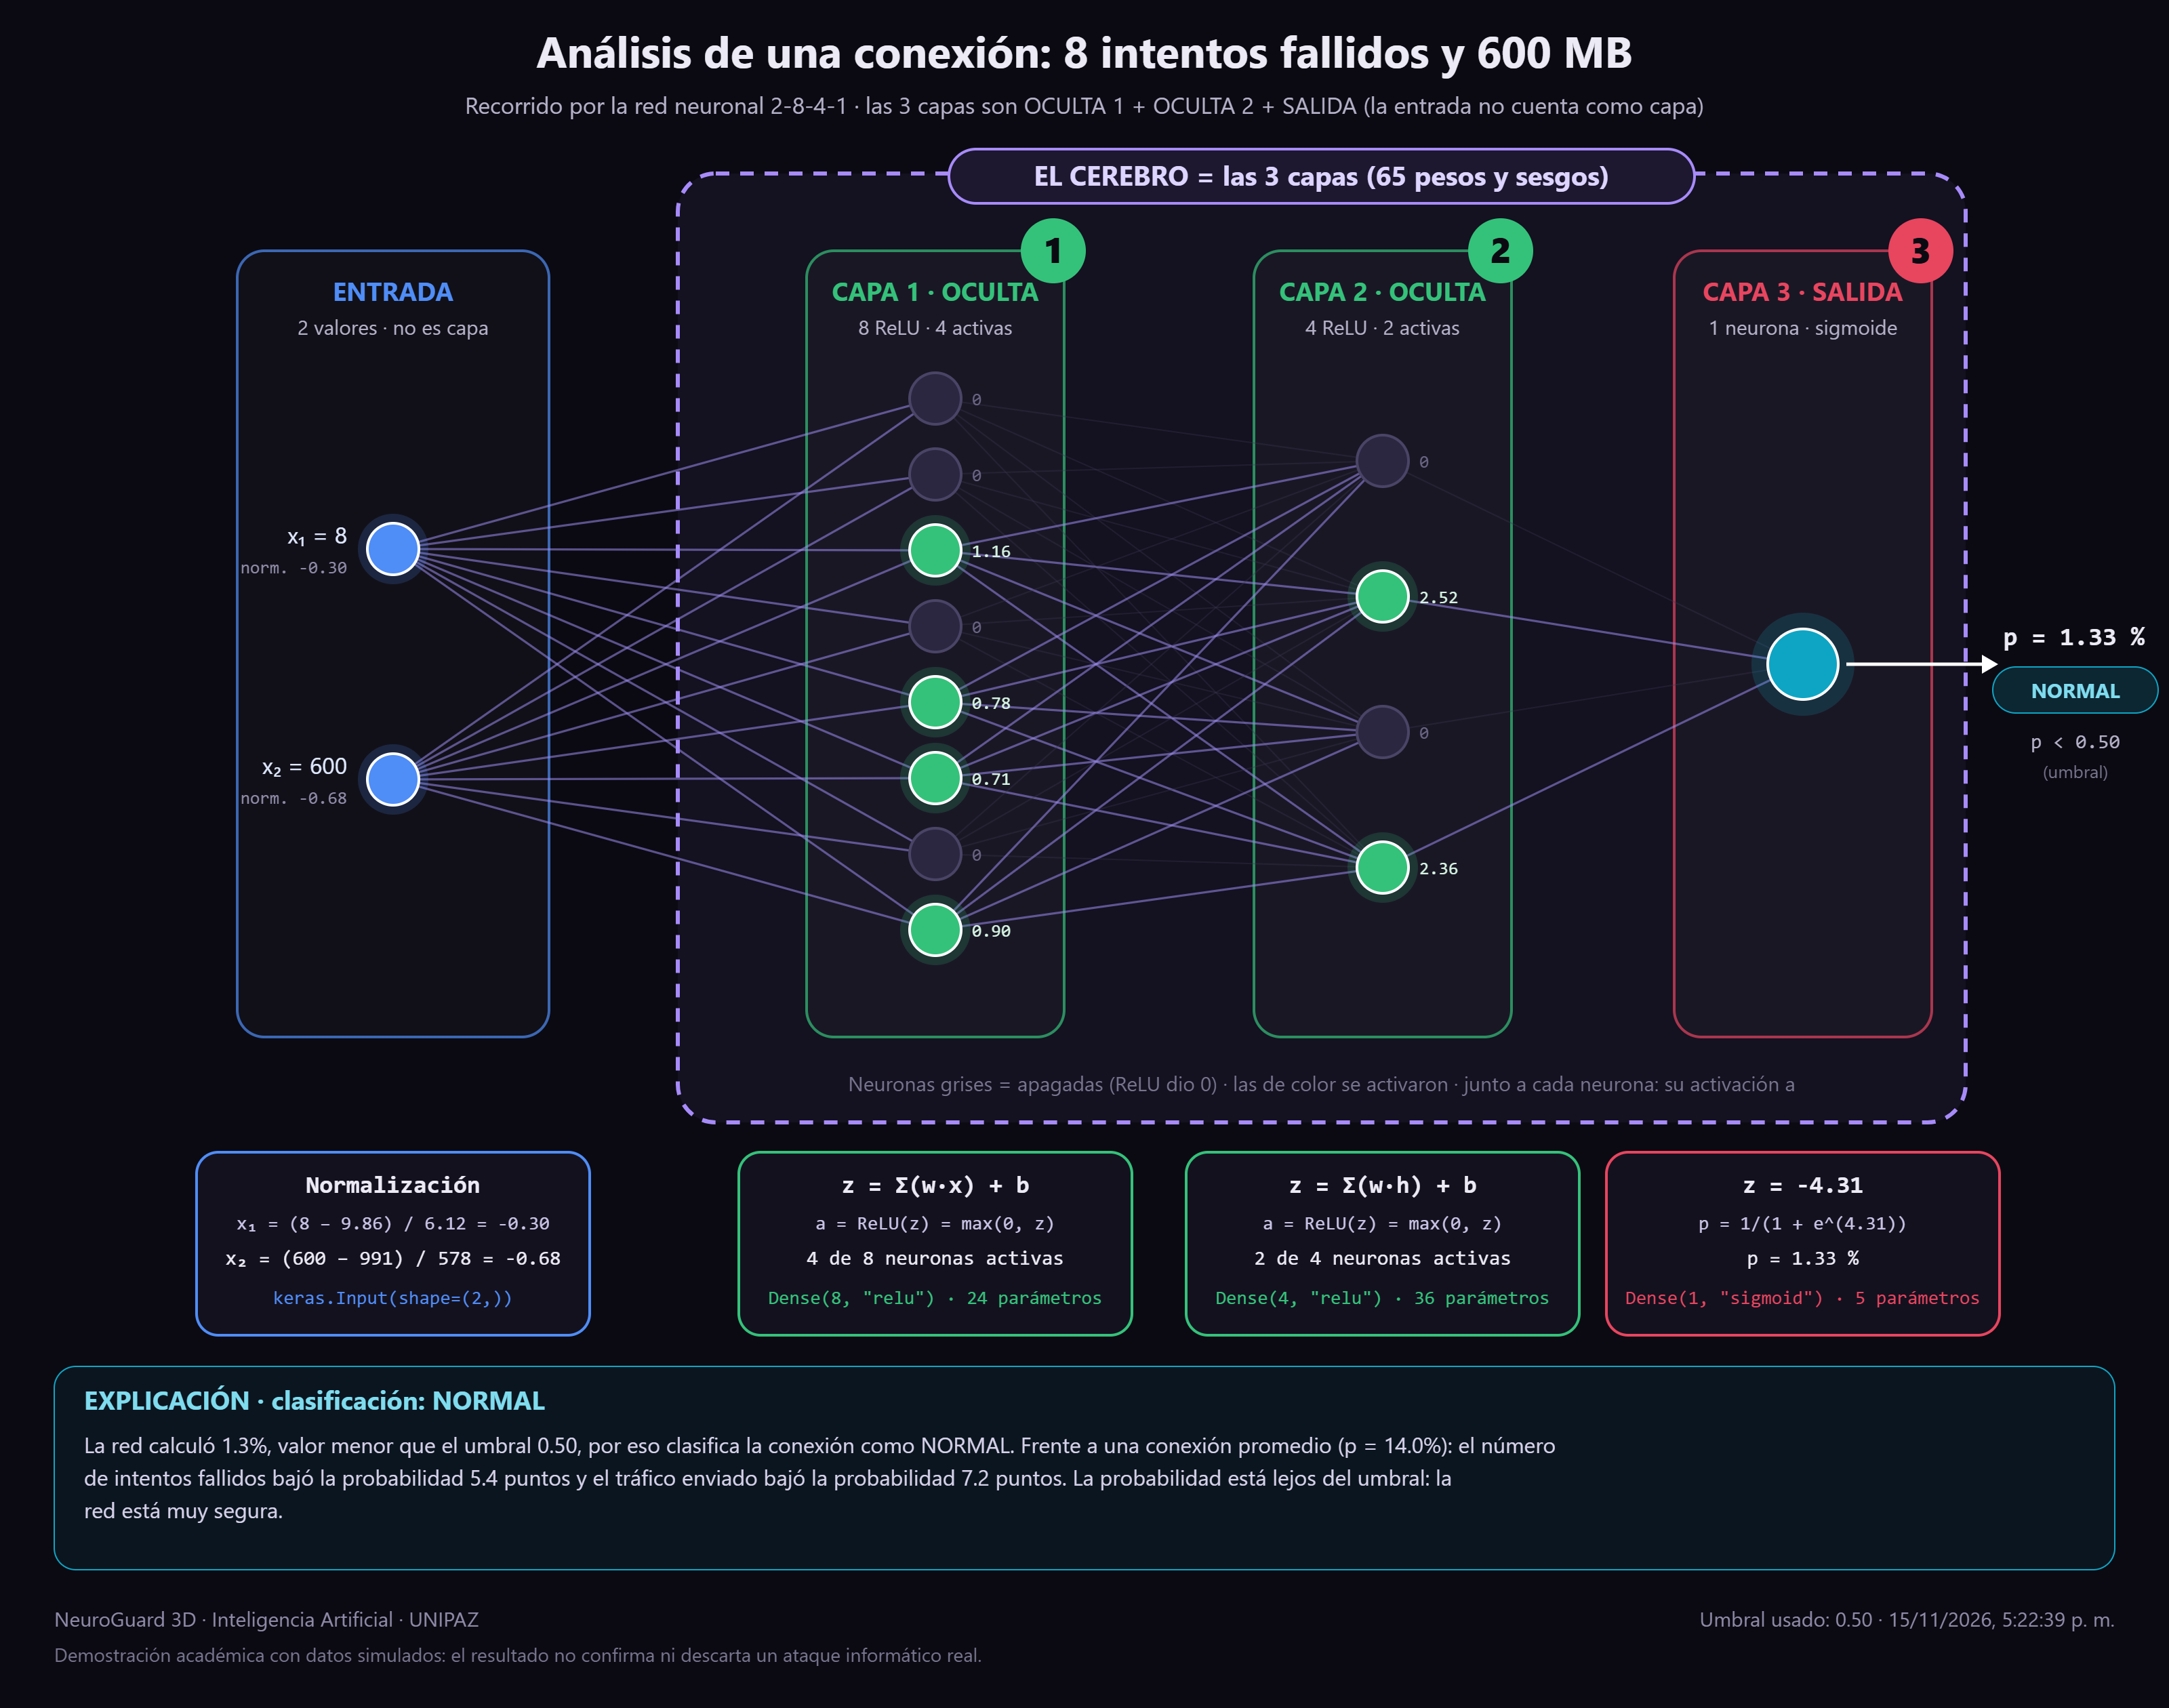 Análisis de una conexión: 8 intentos fallidos y 600 MB
Recorrido por la red neuronal 2-8-4-1 · las 3 capas son OCULTA 1 + OCULTA 2 + SALIDA (la entrada no cuenta como capa)
EL CEREBRO = las 3 capas (65 pesos y sesgos)
ENTRADA
2 valores · no es capa
x₁ = 8
norm. -0.30
x₂ = 600
norm. -0.68
1
CAPA 1 · OCULTA
8 ReLU · 4 activas
0
0
1.16
0
0.78
0.71
0
0.90
2
CAPA 2 · OCULTA
4 ReLU · 2 activas
0
2.52
0
2.36
3
CAPA 3 · SALIDA
1 neurona · sigmoide
p = 1.33 %
NORMAL
p < 0.50
(umbral)
Neuronas grises = apagadas (ReLU dio 0) · las de color se activaron · junto a cada neurona: su activación a
Normalización
x₁ = (8 − 9.86) / 6.12 = -0.30
x₂ = (600 − 991) / 578 = -0.68
keras.Input(shape=(2,))
z = Σ(w·x) + b
a = ReLU(z) = max(0, z)
4 de 8 neuronas activas
Dense(8, "relu") · 24 parámetros
z = Σ(w·h) + b
a = ReLU(z) = max(0, z)
2 de 4 neuronas activas
Dense(4, "relu") · 36 parámetros
z = -4.31
p = 1/(1 + e^(4.31))
p = 1.33 %
Dense(1, "sigmoid") · 5 parámetros
EXPLICACIÓN · clasificación: NORMAL
La red calculó 1.3%, valor menor que el umbral 0.50, por eso clasifica la conexión como NORMAL. Frente a una conexión promedio (p = 14.0%): el número
de intentos fallidos bajó la probabilidad 5.4 puntos y el tráfico enviado bajó la probabilidad 7.2 puntos. La probabilidad está lejos del umbral: la
red está muy segura.
NeuroGuard 3D · Inteligencia Artificial · UNIPAZ
Umbral usado: 0.50 · 15/11/2026, 5:22:39 p. m.
Demostración académica con datos simulados: el resultado no confirma ni descarta un ataque informático real.